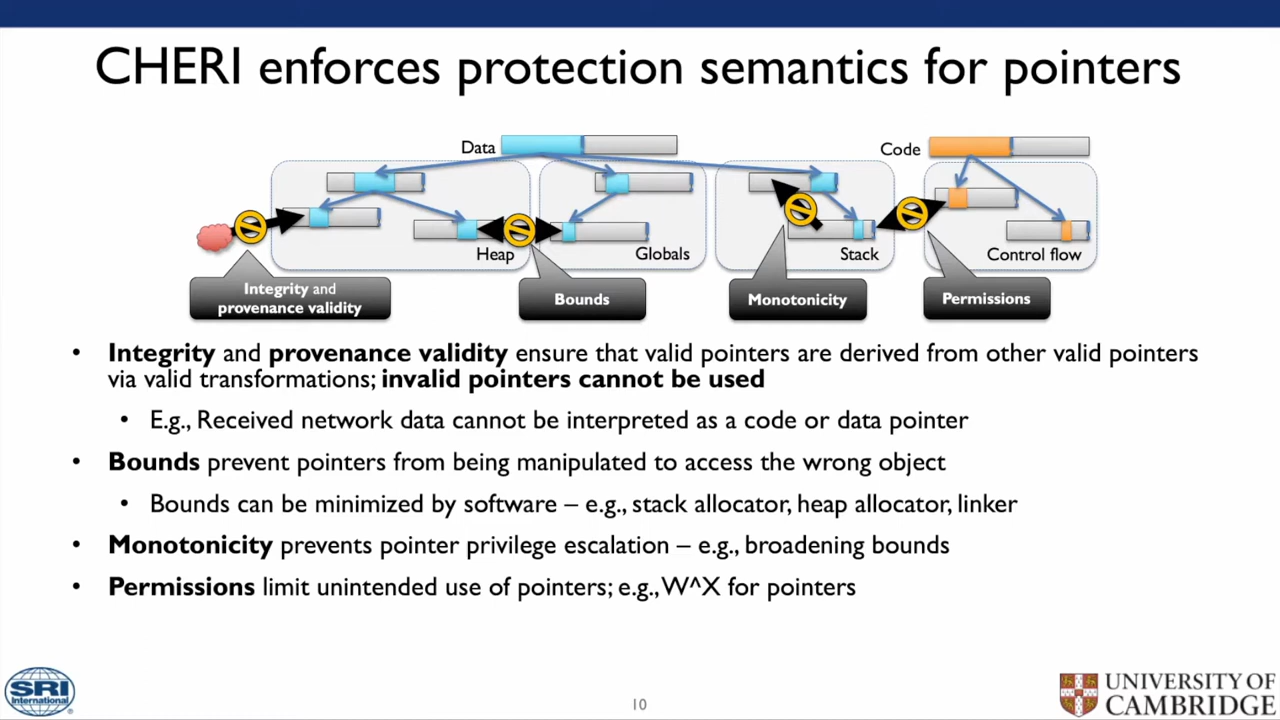 CHERI enforces protection semantics for pointers
Data
Code
Heap
Globals
Stack
Control flow
Integrity and
provenance validity
Bounds
Monotonicity
Permissions
• Integrity and provenance validity ensure that valid pointers are derived from other valid pointers
via valid transformations; invalid pointers cannot be used
• E.g., Received network data cannot be interpreted as a code or data pointer
• Bounds prevent pointers from being manipulated to access the wrong object
• Bounds can be minimized by software – e.g., stack allocator, heap allocator, linker
• Monotonicity prevents pointer privilege escalation – e.g., broadening bounds
• Permissions limit unintended use of pointers; e.g., W^X for pointers
SRI
International
®
10
UNIVERSITY OF
CAMBRIDGE